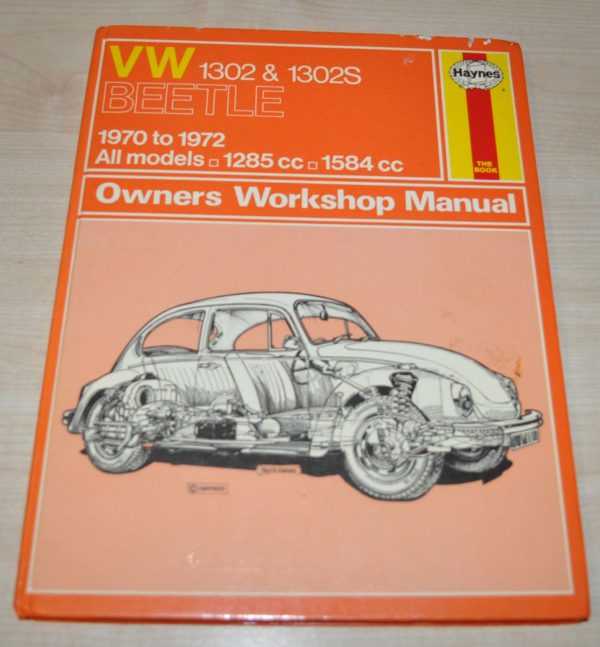 VW 1302 & 1302S
BEETLE
1970 to 1972
All models ▫ 1285 cc ▫ 1584 cc
Haynes
THE
BOOK
Owners Workshop Manual
© HAYNES